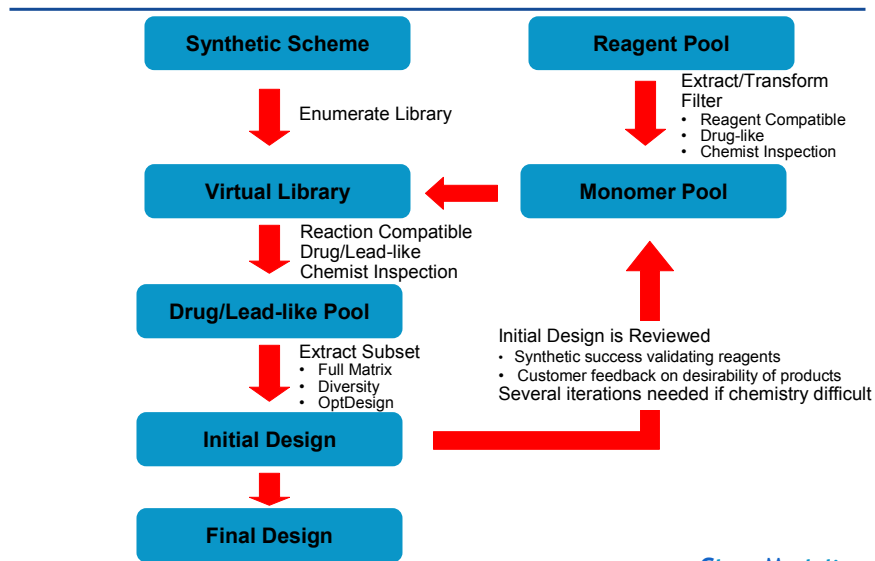 Synthetic Scheme
Reagent Pool
Enumerate Library
Extract/Transform
Filter
• Reagent Compatible
• Drug-like
• Chemist Inspection
Virtual Library
Monomer Pool
Reaction Compatible
Drug/Lead-like
Chemist Inspection
Drug/Lead-like Pool
Extract Subset
• Full Matrix
• Diversity
• OptDesign
Initial Design is Reviewed
• Synthetic success validating reagents
• Customer feedback on desirability of products
Several iterations needed if chemistry difficult
Initial Design
Final Design